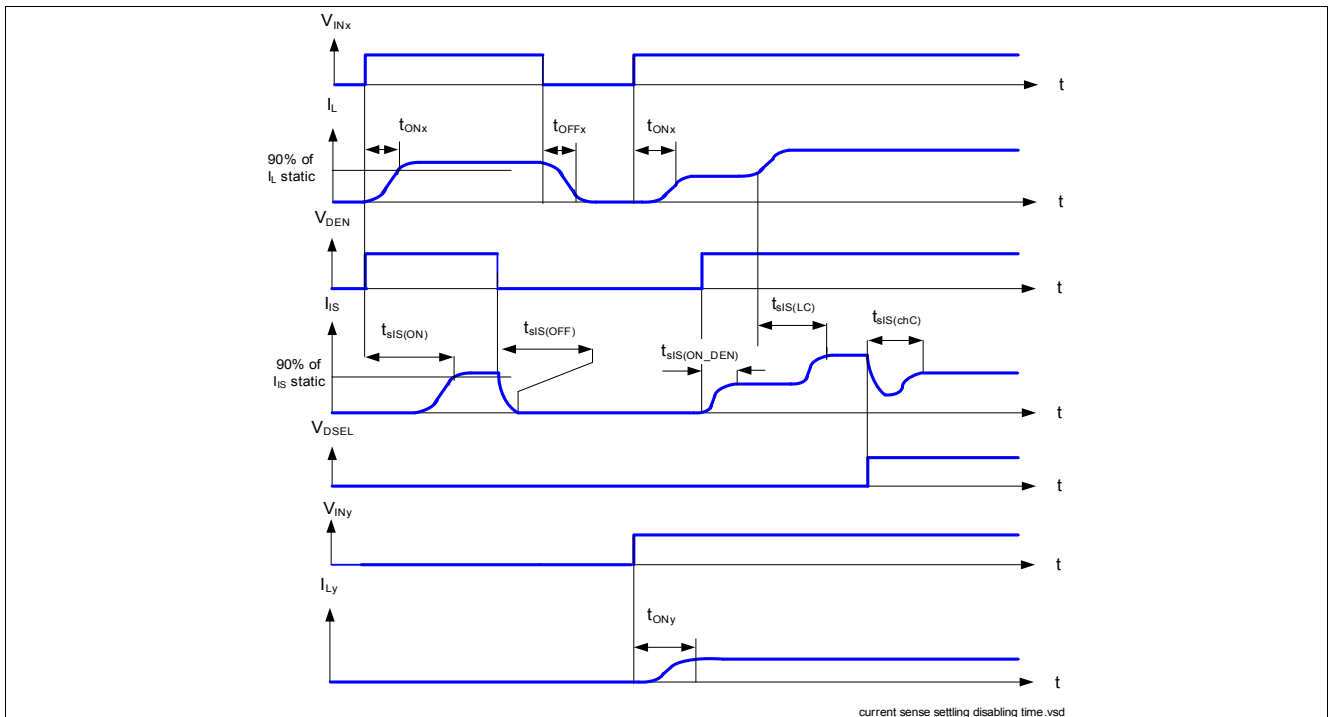 VINx
t
IL
tONx
tOFFx
tONx
90% of
IL static
t
VDEN
t
IIS
tsIS(ON)
tsIS(OFF)
tsIS(LC)
tsIS(chC)
tsIS(ON_DEN)
90% of
IIS static
t
VDSEL
t
VINy
t
ILy
tONy
t
current sense settling disabling time.vsd